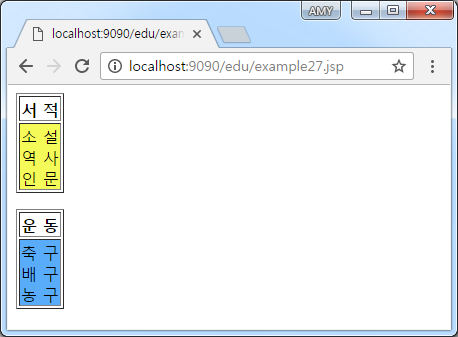 AMY
localhost:9090/edu/exam
localhost:9090/edu/example27.jsp
서 적
소 설
역 사
인 문
운 동
축 구
배 구
농 구